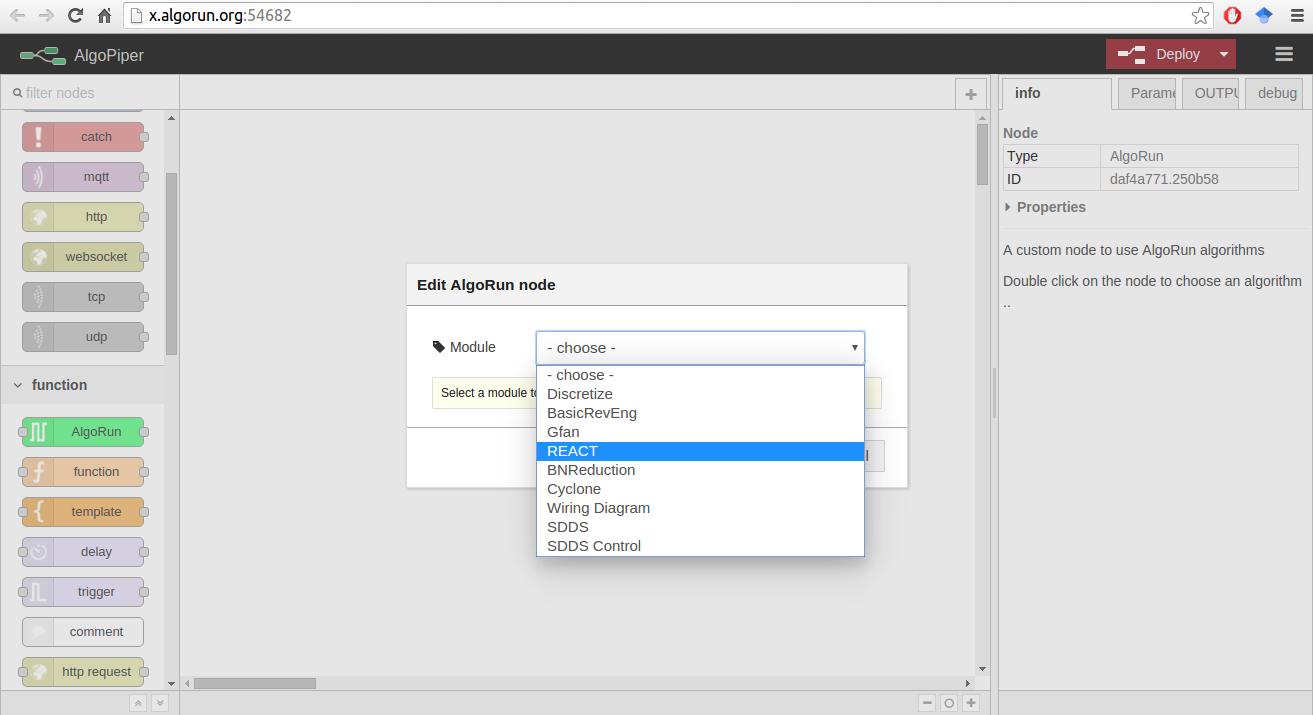 x.algorun.org:54682
AlgoPiper
Deploy
filter nodes
catch
mqtt
http
websocket
tcp
udp
function
AlgoRun
function
template
delay
trigger
comment
http request
Edit AlgoRun node
Module
- choose -
- choose -
Discretize
BasicRevEng
Gfan
REACT
BNReduction
Cyclone
Wiring Diagram
SDDS
SDDS Control
Select a module to
info
Parame
OUTPU
debug
Node
Type AlgoRun
ID daf4a771.250b58
Properties
A custom node to use AlgoRun algorithms
Double click on the node to choose an algorithm
..